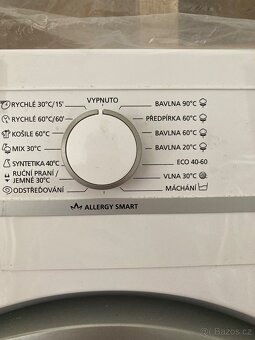 VYPNUTO
RYCHLÉ 30°C/15'
RYCHLÉ 60°C/60'
KOŠILE 60°C
MIX 30°C
SYNTETIKA 40°C
RUČNÍ PRANÍ /
JEMNÉ 30°C
ODSTŘEĎOVÁNÍ
BAVLNA 90°C
PŘEDPÍRKA 60°C
BAVLNA 60°C
BAVLNA 20°C
ECO 40-60
VLNA 30°C
MÁCHÁNÍ
ALLERGY SMART
sbazar.cz